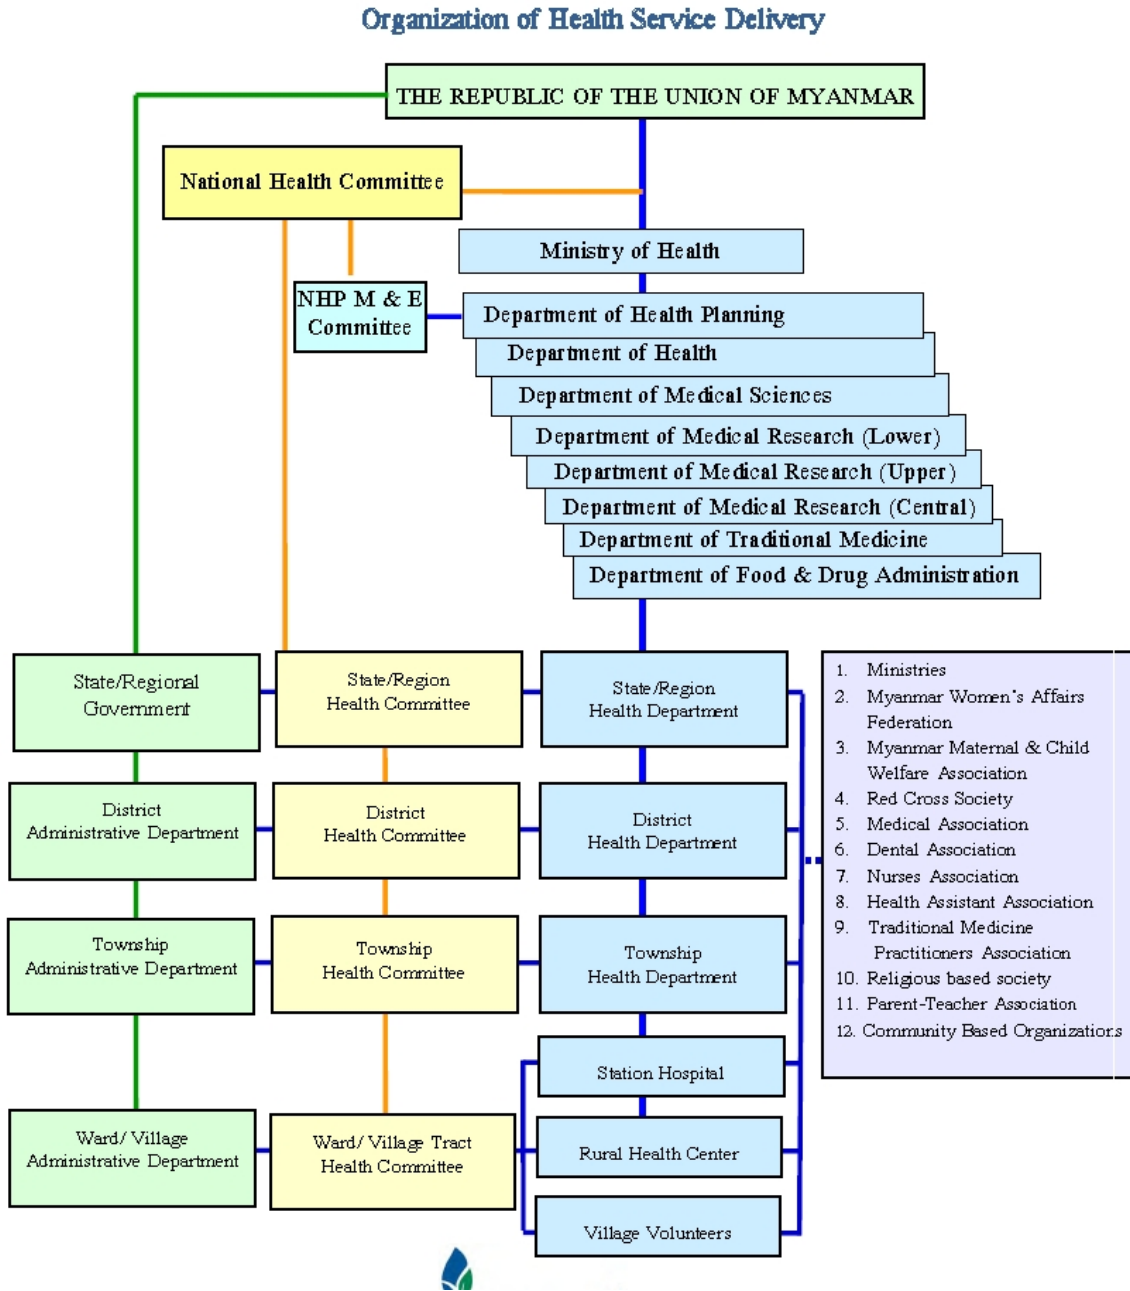 Organization of Health Service Delivery
THE REPUBLIC OF THE UNION OF MYANMAR
National Health Committee
Ministry of Health
NHP M & E
Committee
Department of Health Planning
Department of Health
Department of Medical Sciences
Department of Medical Research (Lower)
Department of Medical Research (Upper)
Department of Medical Research (Central)
Department of Traditional Medicine
Department of Food & Drug Administration
State/Regional
Government
State/Region
Health Committee
State/Region
Health Department
District
Administrative Department
District
Health Committee
District
Health Department
Township
Administrative Department
Township
Health Committee
Township
Health Department
Station Hospital
Ward/ Village
Administrative Department
Ward/ Village Tract
Health Committee
Rural Health Center
Village Volunteers
1. Ministries
2. Myanmar Women's Affairs
Federation
3. Myanmar Maternal & Child
Welfare Association
4. Red Cross Society
5. Medical Association
6. Dental Association
7. Nurses Association
8. Health Assistant Association
9. Traditional Medicine
Practitioners Association
10. Religious based society
11. Parent-Teacher Association
12. Community Based Organizations